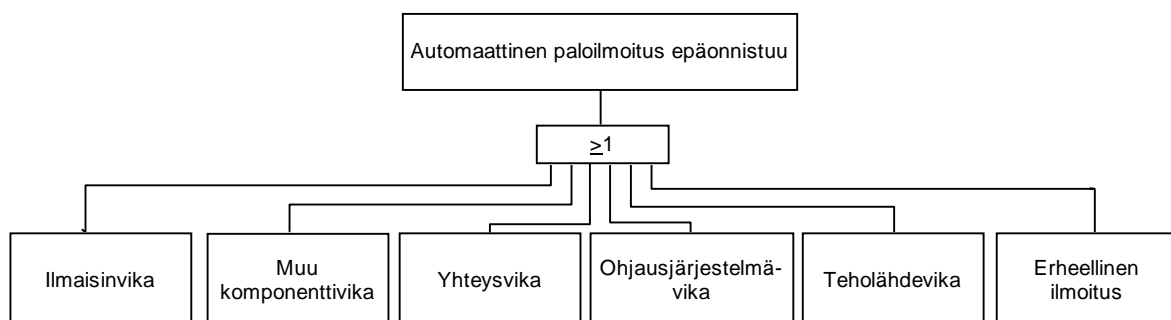 Automaattinen paloilmoitus epäonnistuu
≥1
Ilmaisinvika
Muu
komponenttivika
Yhteysvika
Ohjausjärjestelmä-
vika
Teholähdevika
Erheellinen
ilmoitus